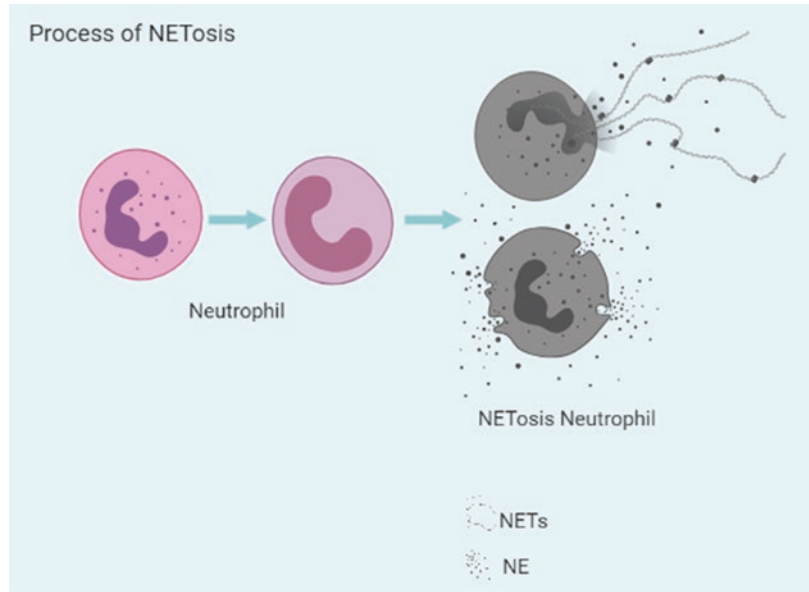 Process of NETosis
Neutrophil
NETosis Neutrophil
NETs
NE